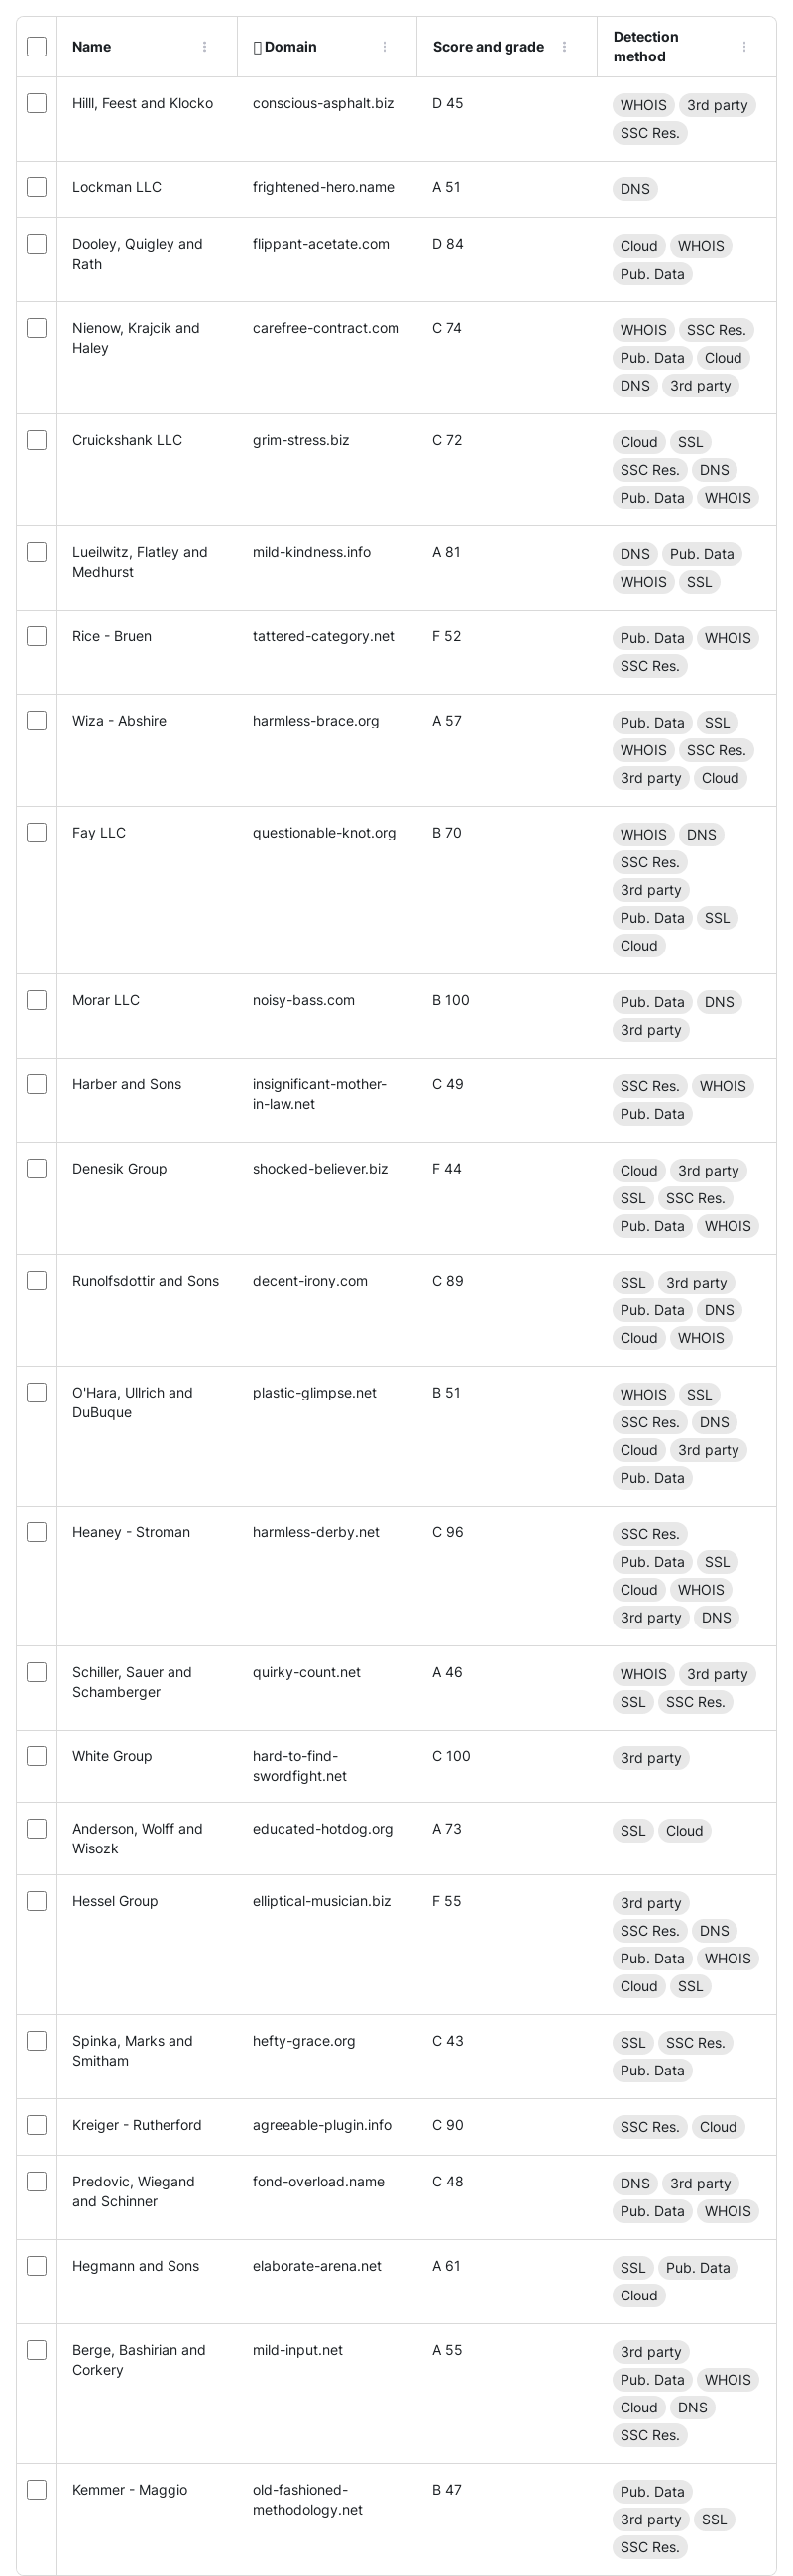 Name Domain Score and grade Detection
method
Hilll, Feest and Klocko conscious-asphalt.biz D 45 WHOIS 3rd party
SSC Res.
Lockman LLC frightened-hero.name A 51 DNS
Dooley, Quigley and flippant-acetate.com D 84 Cloud WHOIS
Rath Pub. Data
Nienow, Krajcik and carefree-contract.com C 74 WHOIS SSC Res.
Haley Pub. Data Cloud
DNS 3rd party
Cruickshank LLC grim-stress.biz C 72 Cloud SSL
SSC Res. DNS
Pub. Data WHOIS
Lueilwitz, Flatley and mild-kindness.info A 81 DNS Pub. Data
Medhurst WHOIS SSL
Rice - Bruen tattered-category.net F 52 Pub. Data WHOIS
SSC Res.
Wiza - Abshire harmless-brace.org A 57 Pub. Data SSL
WHOIS SSC Res.
3rd party Cloud
Fay LLC questionable-knot.org B 70 WHOIS DNS
SSC Res.
3rd party
Pub. Data SSL
Cloud
Morar LLC noisy-bass.com B 100 Pub. Data DNS
3rd party
Harber and Sons insignificant-mother- C 49 SSC Res. WHOIS
in-law.net Pub. Data
Denesik Group shocked-believer.biz F 44 Cloud 3rd party
SSL SSC Res.
Pub. Data WHOIS
Runolfsdottir and Sons decent-irony.com C 89 SSL 3rd party
Pub. Data DNS
Cloud WHOIS
O'Hara, Ullrich and plastic-glimpse.net B 51 WHOIS SSL
DuBuque SSC Res. DNS
Cloud 3rd party
Pub. Data
Heaney - Stroman harmless-derby.net C 96 SSC Res.
Pub. Data SSL
Cloud WHOIS
3rd party DNS
Schiller, Sauer and quirky-count.net A 46 WHOIS 3rd party
Schamberger SSL SSC Res.
White Group hard-to-find- C 100 3rd party
swordfight.net
Anderson, Wolff and educated-hotdog.org A 73 SSL Cloud
Wisozk
Hessel Group elliptical-musician.biz F 55 3rd party
SSC Res. DNS
Pub. Data WHOIS
Cloud SSL
Spinka, Marks and hefty-grace.org C 43 SSL SSC Res.
Smitham Pub. Data
Kreiger - Rutherford agreeable-plugin.info C 90 SSC Res. Cloud
Predovic, Wiegand fond-overload.name C 48 DNS 3rd party
and Schinner Pub. Data WHOIS
Hegmann and Sons elaborate-arena.net A 61 SSL Pub. Data
Cloud
Berge, Bashirian and mild-input.net A 55 3rd party
Corkery Pub. Data WHOIS
Cloud DNS
SSC Res.
Kemmer - Maggio old-fashioned- B 47 Pub. Data
methodology.net 3rd party SSL
SSC Res.